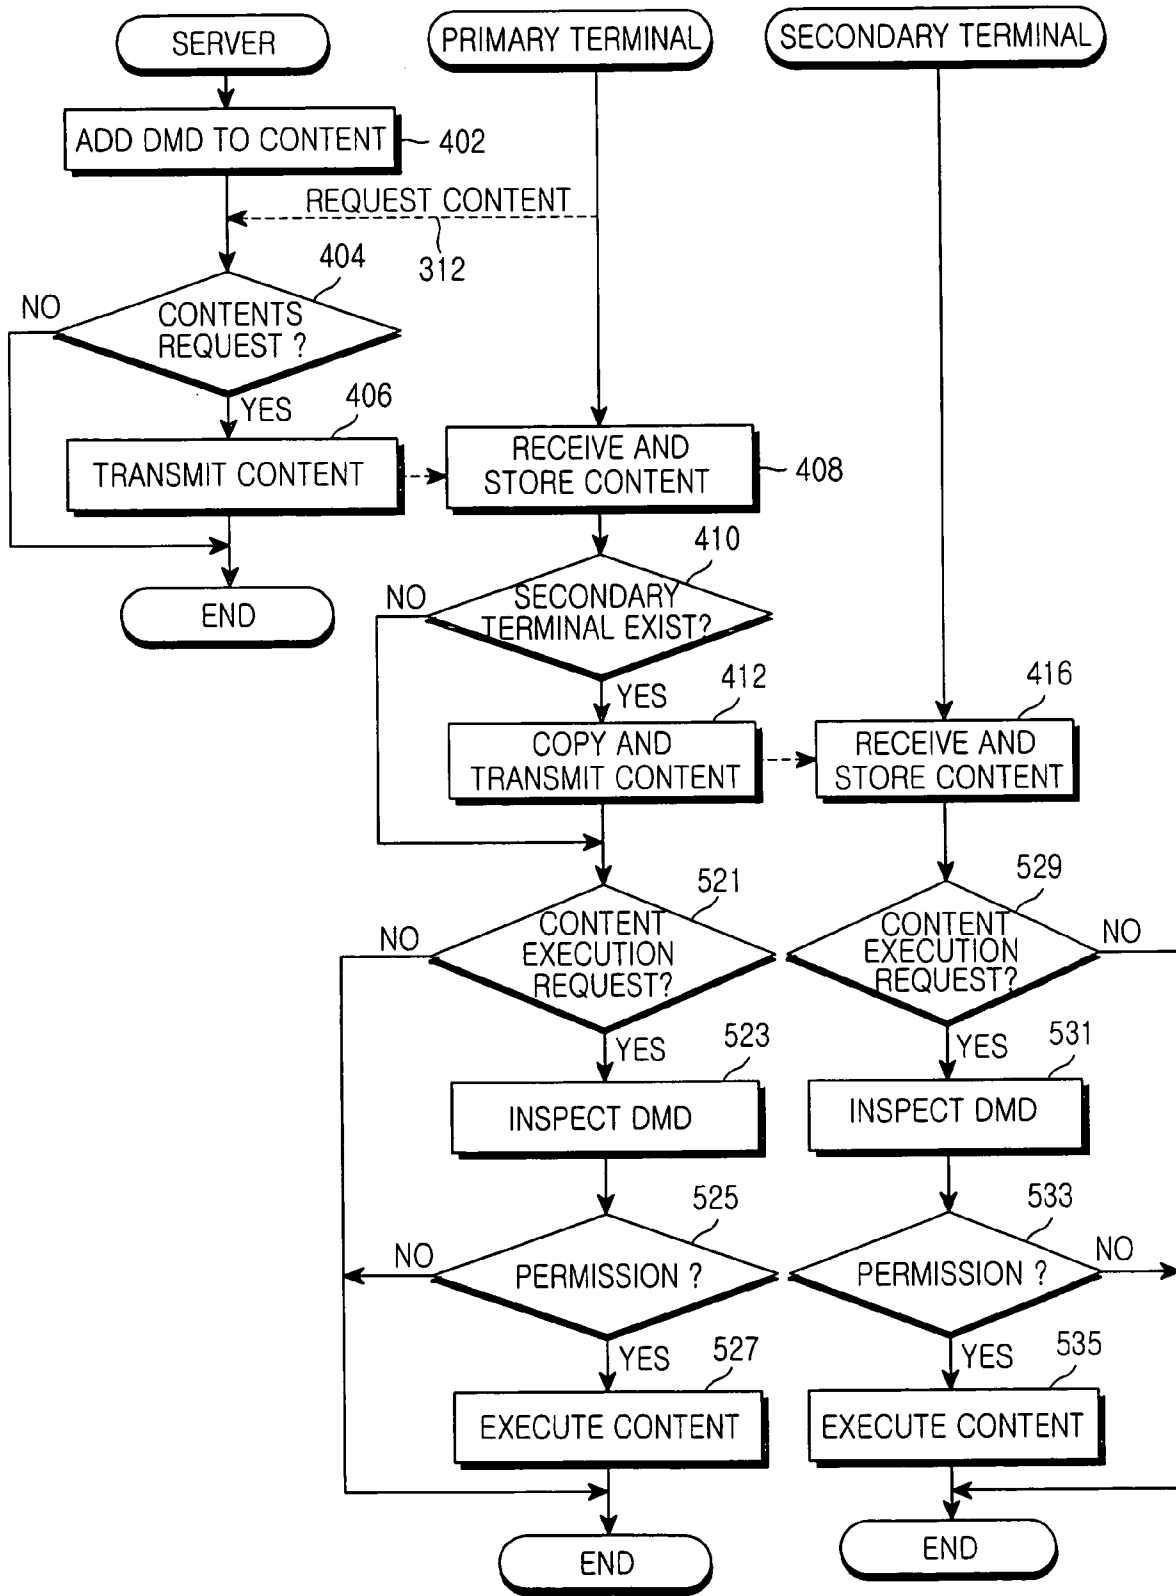 SERVER
PRIMARY TERMINAL
SECONDARY TERMINAL
ADD DMD TO CONTENT
402
REQUEST CONTENT
312
404
NO
CONTENTS
REQUEST ?
YES
406
TRANSMIT CONTENT
RECEIVE AND
STORE CONTENT
408
END
410
NO
SECONDARY
TERMINAL EXIST?
YES
412
COPY AND
TRANSMIT CONTENT
416
RECEIVE AND
STORE CONTENT
521
NO
CONTENT
EXECUTION
REQUEST?
YES
529
CONTENT
EXECUTION
REQUEST?
NO
YES
523
INSPECT DMD
531
INSPECT DMD
525
NO
PERMISSION ?
YES
533
PERMISSION ?
NO
YES
527
EXECUTE CONTENT
535
EXECUTE CONTENT
END
END